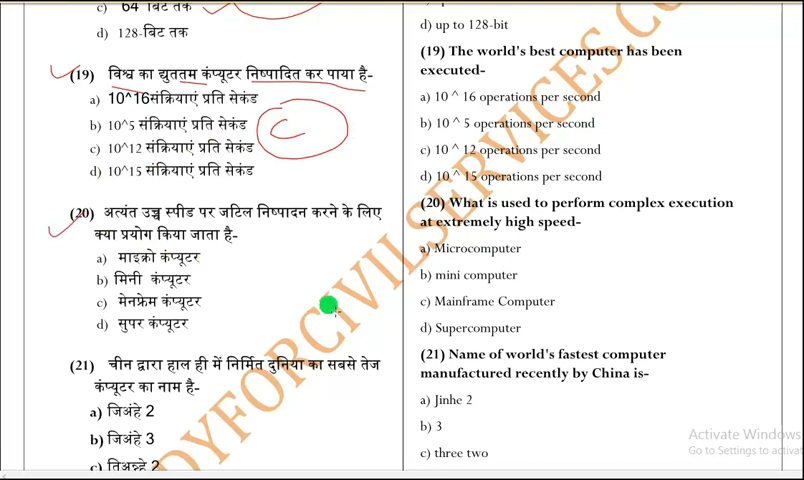 c) 64 बिट तक
d) 128-बिट तक
(19) विश्व का द्युततम कंप्यूटर निष्पादित कर पाया है-
a) 10^16संक्रियाएं प्रति सेकंड
b) 10^5 संक्रियाएं प्रति सेकंड
c) 10^12 संक्रियाएं प्रति सेकंड
d) 10^15 संक्रियाएं प्रति सेकंड
(20) अत्यंत उच्च स्पीड पर जटिल निष्पादन करने के लिए
क्या प्रयोग किया जाता है-
a) माइक्रो कंप्यूटर
b) मिनी कंप्यूटर
c) मेनफ्रेम कंप्यूटर
d) सुपर कंप्यूटर
(21) चीन द्वारा हाल ही में निर्मित दुनिया का सबसे तेज
कंप्यूटर का नाम है-
a) जिअंहे 2
b) जिअंहे 3
d) up to 128-bit
(19) The world's best computer has been
executed-
a) 10 ^ 16 operations per second
b) 10 ^ 5 operations per second
c) 10 ^ 12 operations per second
d) 10 ^ 15 operations per second
(20) What is used to perform complex execution
at extremely high speed-
a) Microcomputer
b) mini computer
c) Mainframe Computer
d) Supercomputer
(21) Name of world's fastest computer
manufactured recently by China is-
a) Jinhe 2
b) 3
c) three two
C
DYFORCIVILSERVICES.COM
Activate Windows
Go to Settings to activat